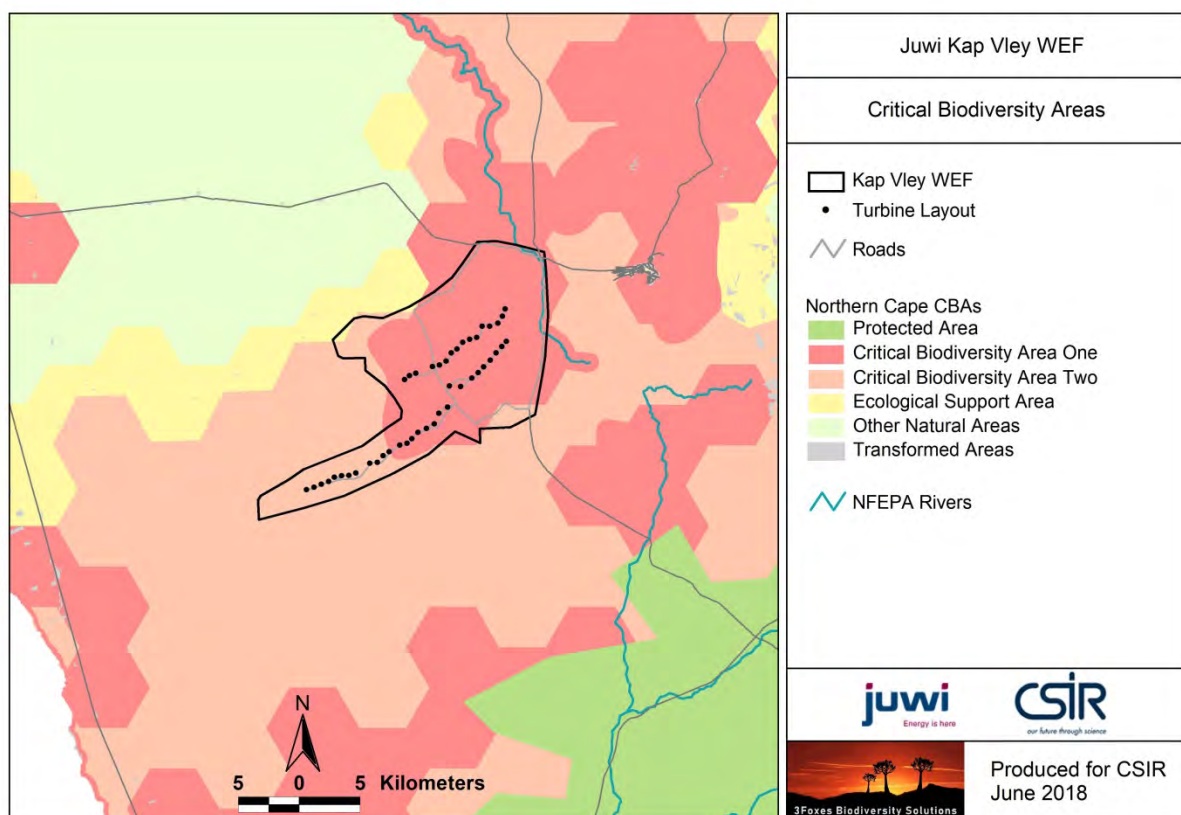 Juwi Kap Vley WEF
Critical Biodiversity Areas
Kap Vley WEF
Turbine Layout
Roads
Northern Cape CBAs
Protected Area
Critical Biodiversity Area One
Critical Biodiversity Area Two
Ecological Support Area
Other Natural Areas
Transformed Areas
NFEPA Rivers
N
5 0 5 Kilometers
juwi
Energy is here
CSIR
our future through science
3Foxes Biodiversity Solutions
Produced for CSIR
June 2018